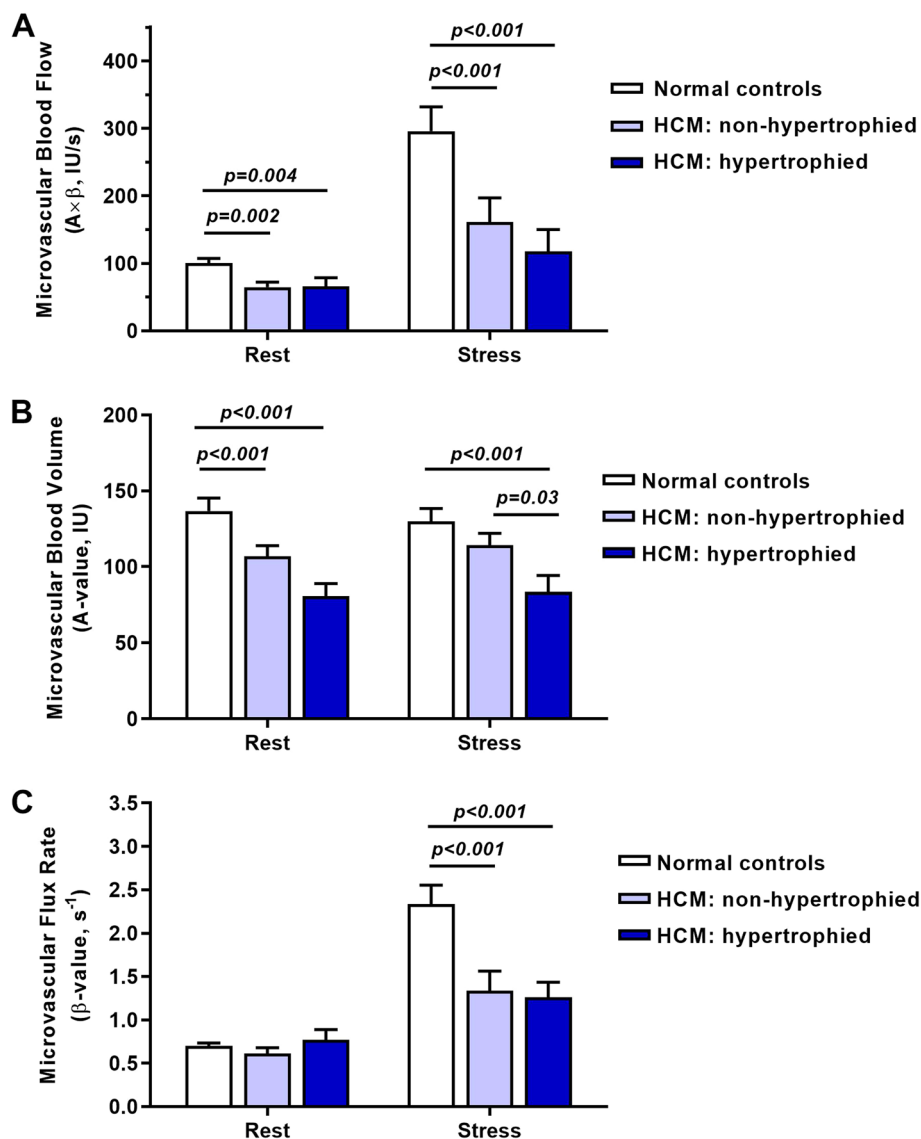 A
Microvascular Blood Flow
(A×β, IU/s)
400
300
200
100
0
p=0.004
p=0.002
p<0.001
p<0.001
Rest
Stress
Normal controls
HCM: non-hypertrophied
HCM: hypertrophied
B
Microvascular Blood Volume
(A-value, IU)
200
150
100
50
0
p<0.001
p<0.001
p<0.001
p=0.03
Rest
Stress
Normal controls
HCM: non-hypertrophied
HCM: hypertrophied
C
Microvascular Flux Rate
(β-value, s⁻¹)
3.5
3.0
2.5
2.0
1.5
1.0
0.5
0.0
p<0.001
p<0.001
Rest
Stress
Normal controls
HCM: non-hypertrophied
HCM: hypertrophied